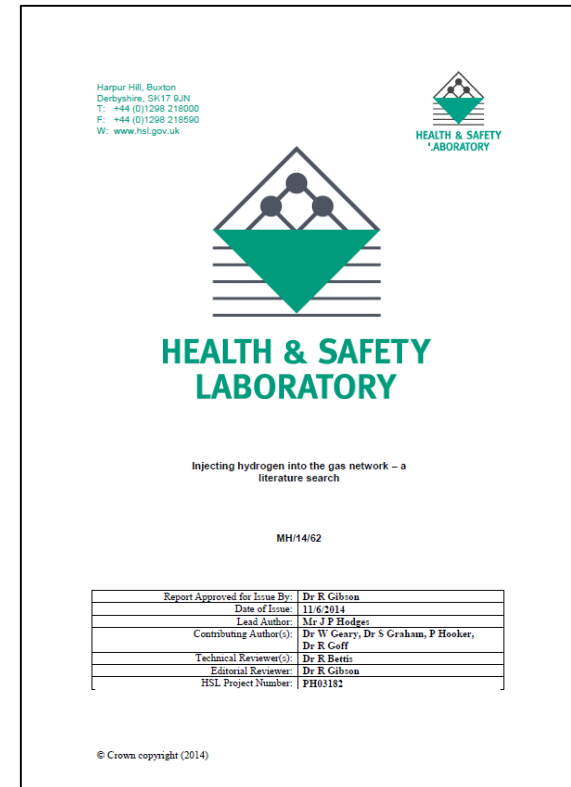 Harpur Hill, Buxton
Derbyshire, SK17 9JN
T: +44 (0)1298 218000
F: +44 (0)1298 218590
W: www.hsl.gov.uk
HEALTH & SAFETY
LABORATORY
HEALTH & SAFETY
LABORATORY
Injecting hydrogen into the gas network – a
literature search
MH/14/62
Report Approved for Issue By: Dr R Gibson
Date of Issue: 11/6/2014
Lead Author: Mr J P Hodges
Contributing Author(s): Dr W Geary, Dr S Graham, P Hooker,
Dr R Goff
Technical Reviewer(s): Dr R Bettis
Editorial Reviewer: Dr R Gibson
HSL Project Number: PH03182
© Crown copyright (2014)